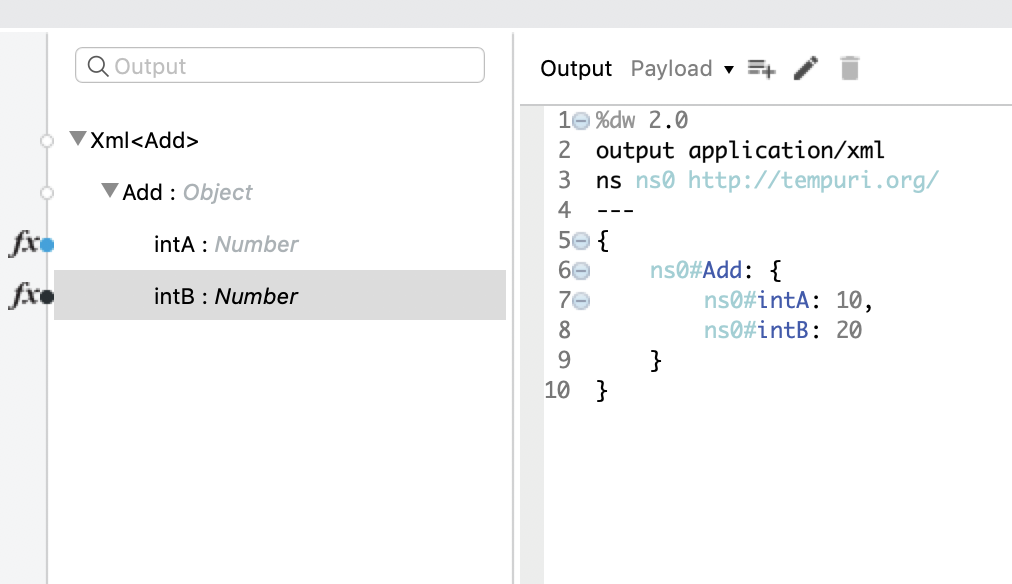 Output
Xml<Add>
Add : Object
fx intA : Number
fx intB : Number
Output Payload
1 %dw 2.0
2 output application/xml
3 ns ns0 http://tempuri.org/
4 ---
5 {
6     ns0#Add: {
7         ns0#intA: 10,
8         ns0#intB: 20
9     }
10 }